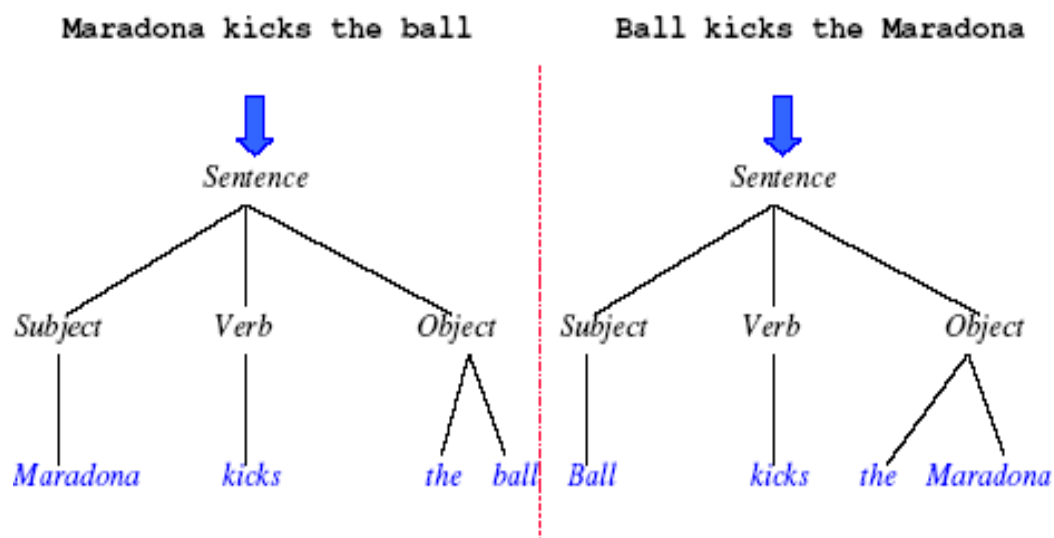 Maradona kicks the ball
Sentence
Subject Verb Object
Maradona kicks the ball
Ball kicks the Maradona
Sentence
Subject Verb Object
Ball kicks the Maradona